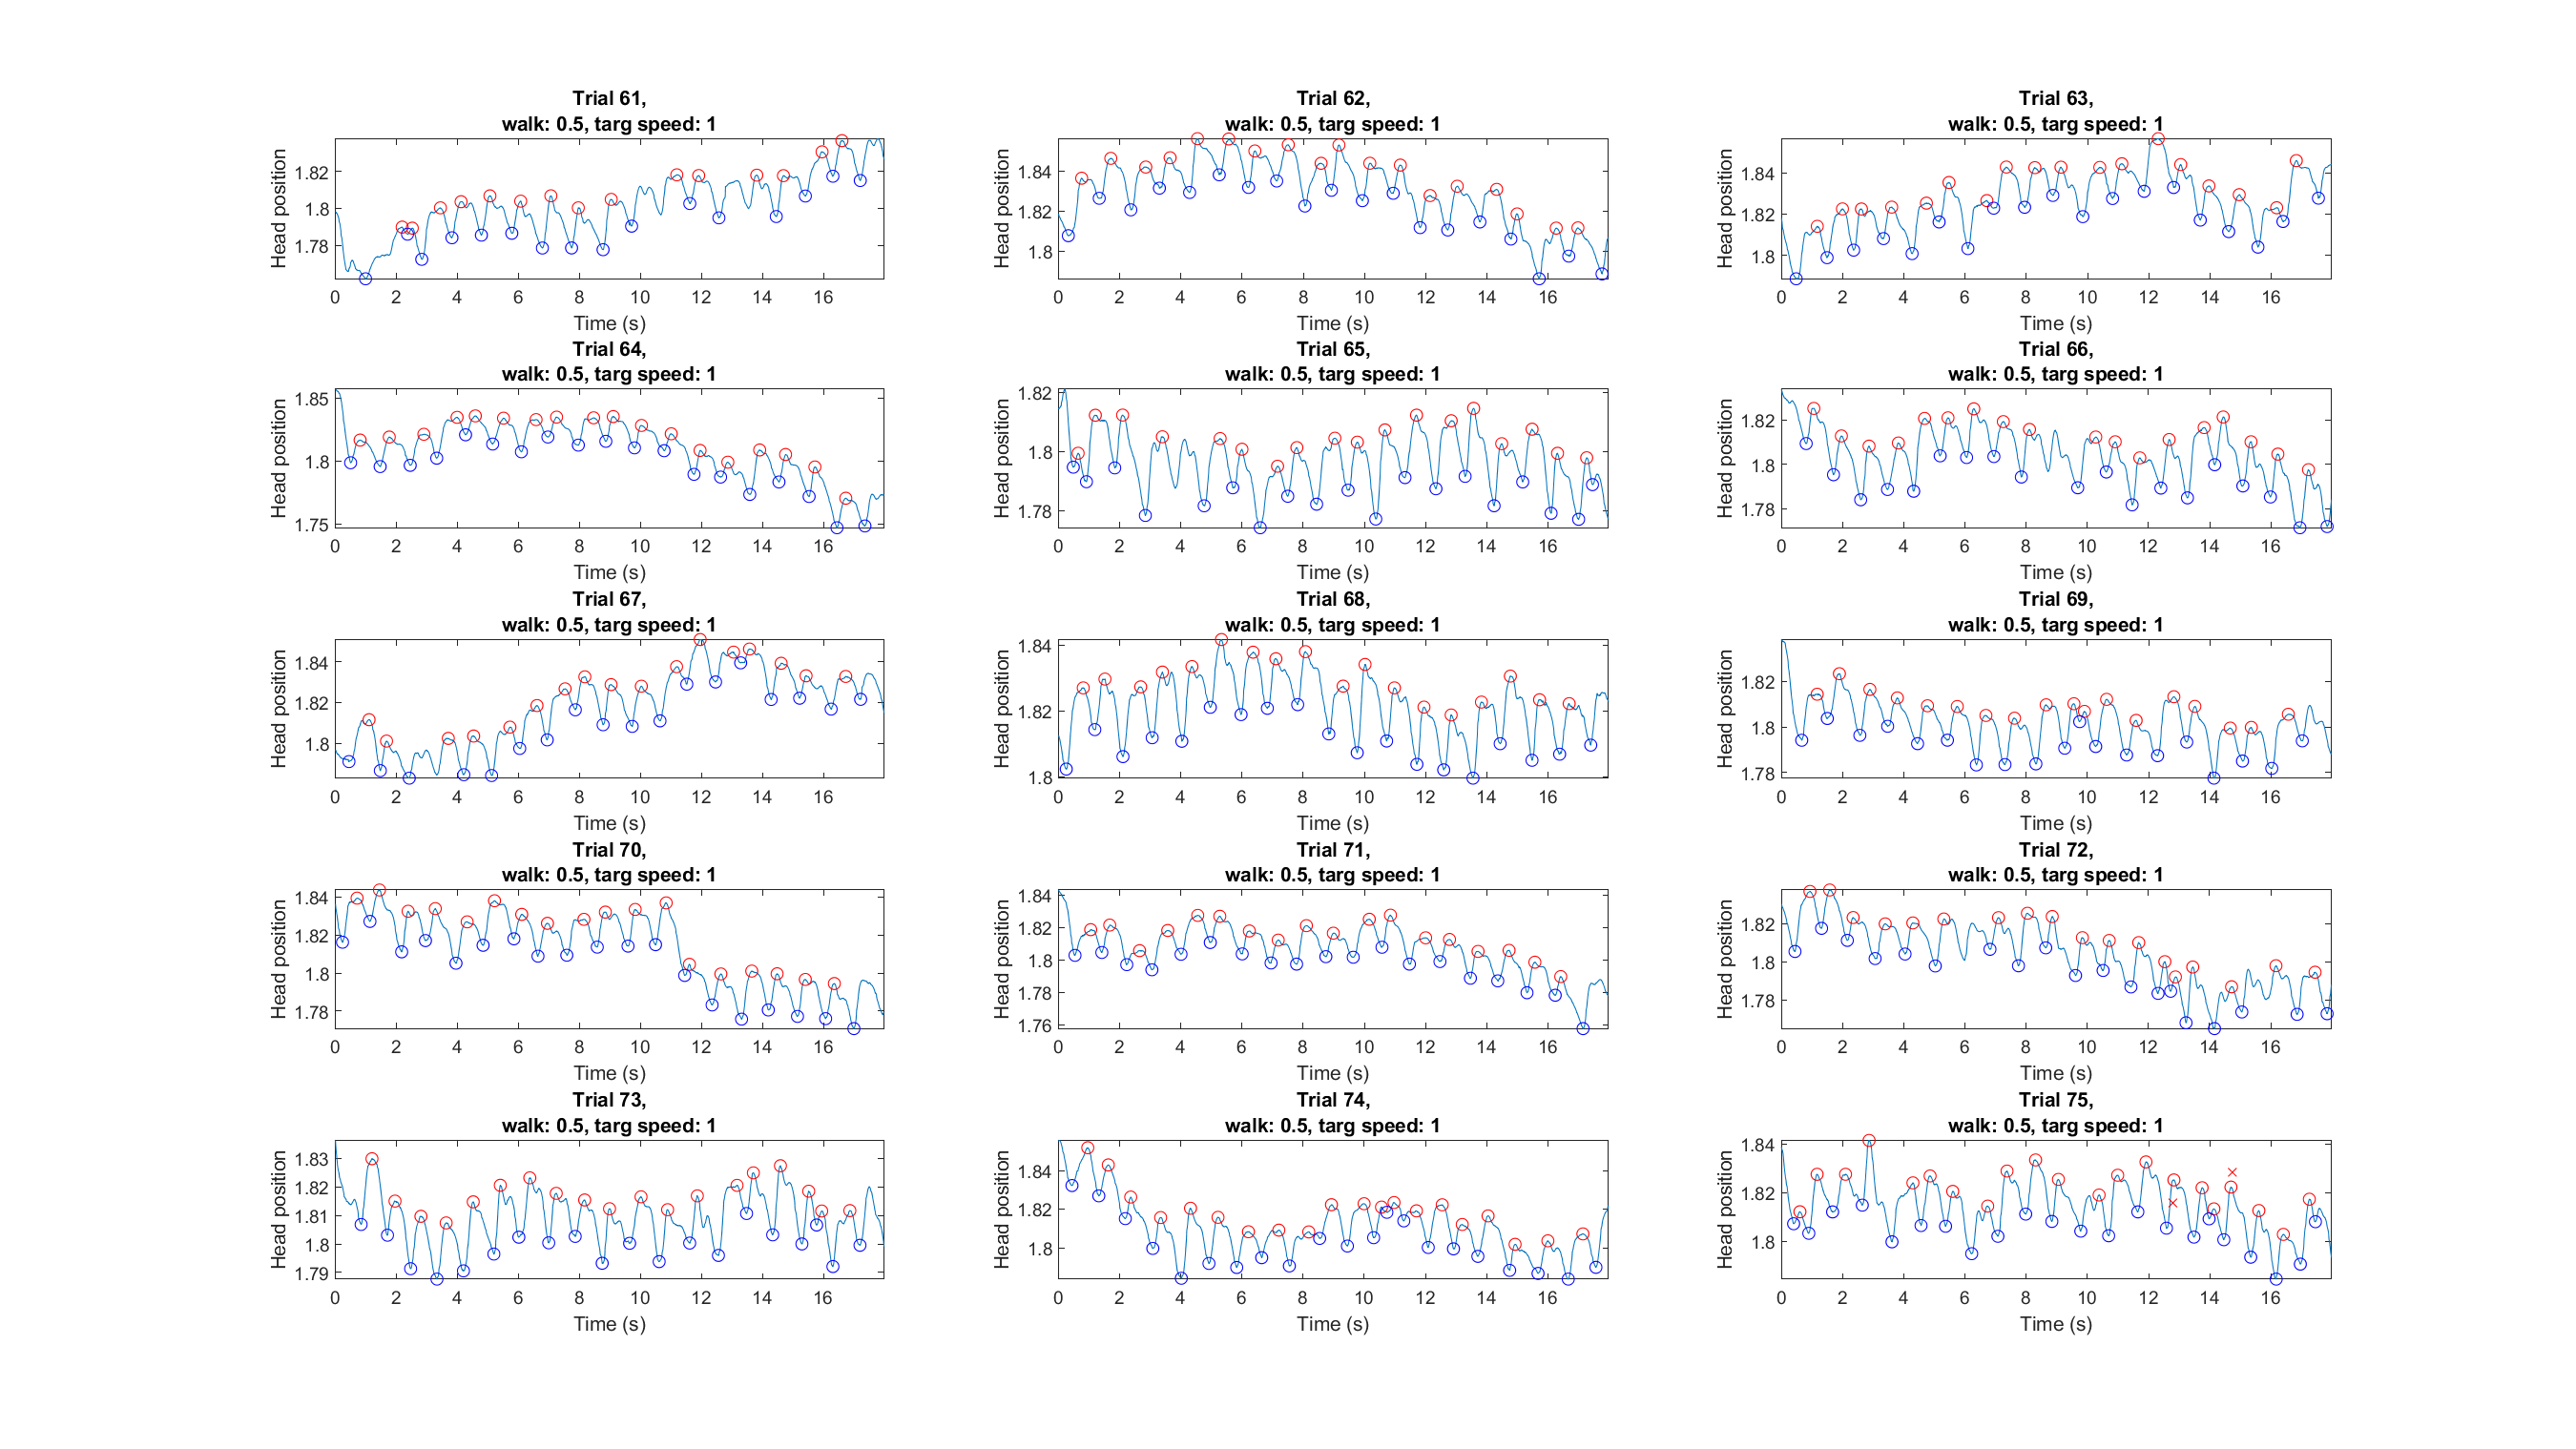 Trial 61,
walk: 0.5, targ speed: 1
Head position
1.82
1.8
1.78
0 2 4 6 8 10 12 14 16
Time (s)
Trial 62,
walk: 0.5, targ speed: 1
Head position
1.84
1.82
1.8
0 2 4 6 8 10 12 14 16
Time (s)
Trial 63,
walk: 0.5, targ speed: 1
Head position
1.84
1.82
1.8
0 2 4 6 8 10 12 14 16
Time (s)
Trial 64,
walk: 0.5, targ speed: 1
Head position
1.85
1.8
1.75
0 2 4 6 8 10 12 14 16
Time (s)
Trial 65,
walk: 0.5, targ speed: 1
Head position
1.82
1.8
1.78
0 2 4 6 8 10 12 14 16
Time (s)
Trial 66,
walk: 0.5, targ speed: 1
Head position
1.82
1.8
1.78
0 2 4 6 8 10 12 14 16
Time (s)
Trial 67,
walk: 0.5, targ speed: 1
Head position
1.84
1.82
1.8
0 2 4 6 8 10 12 14 16
Time (s)
Trial 68,
walk: 0.5, targ speed: 1
Head position
1.84
1.82
1.8
0 2 4 6 8 10 12 14 16
Time (s)
Trial 69,
walk: 0.5, targ speed: 1
Head position
1.82
1.8
1.78
0 2 4 6 8 10 12 14 16
Time (s)
Trial 70,
walk: 0.5, targ speed: 1
Head position
1.84
1.82
1.8
1.78
0 2 4 6 8 10 12 14 16
Time (s)
Trial 71,
walk: 0.5, targ speed: 1
Head position
1.84
1.82
1.8
1.78
1.76
0 2 4 6 8 10 12 14 16
Time (s)
Trial 72,
walk: 0.5, targ speed: 1
Head position
1.82
1.8
1.78
0 2 4 6 8 10 12 14 16
Time (s)
Trial 73,
walk: 0.5, targ speed: 1
Head position
1.83
1.82
1.81
1.8
1.79
0 2 4 6 8 10 12 14 16
Time (s)
Trial 74,
walk: 0.5, targ speed: 1
Head position
1.84
1.82
1.8
0 2 4 6 8 10 12 14 16
Time (s)
Trial 75,
walk: 0.5, targ speed: 1
Head position
1.84
1.82
1.8
0 2 4 6 8 10 12 14 16
Time (s)